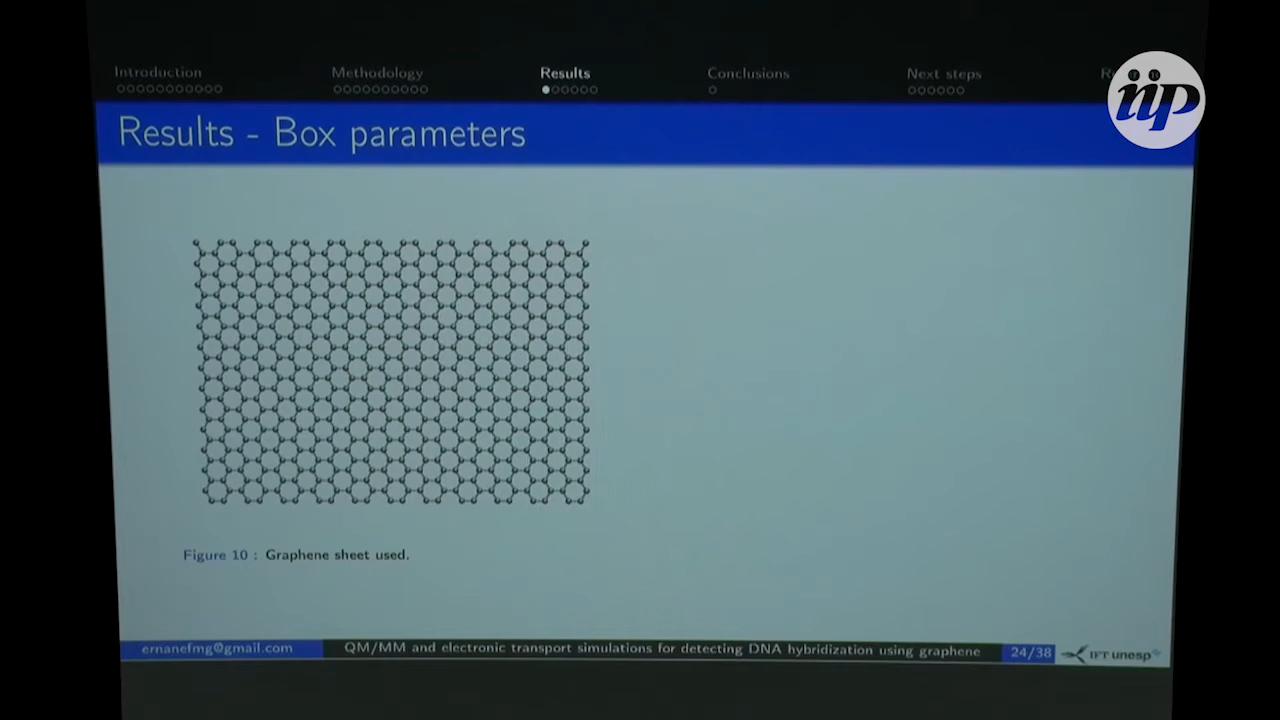 Introduction Methodology Results Conclusions Next steps
iip
Results - Box parameters
Figure 10 : Graphene sheet used.
ernanefmg@gmail.com QM/MM and electronic transport simulations for detecting DNA hybridization using graphene 24/38 IFT unesp